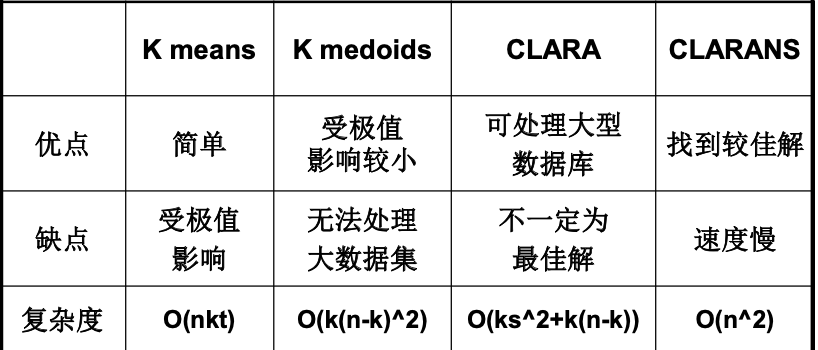 K means K medoids CLARA CLARANS
优点 简单 受极值 影响较小 可处理大型 数据库 找到较佳解
缺点 受极值 影响 无法处理 大数据集 不一定为 最佳解 速度慢
复杂度 O(nkt) O(k(n-k)^2) O(ks^2+k(n-k)) O(n^2)